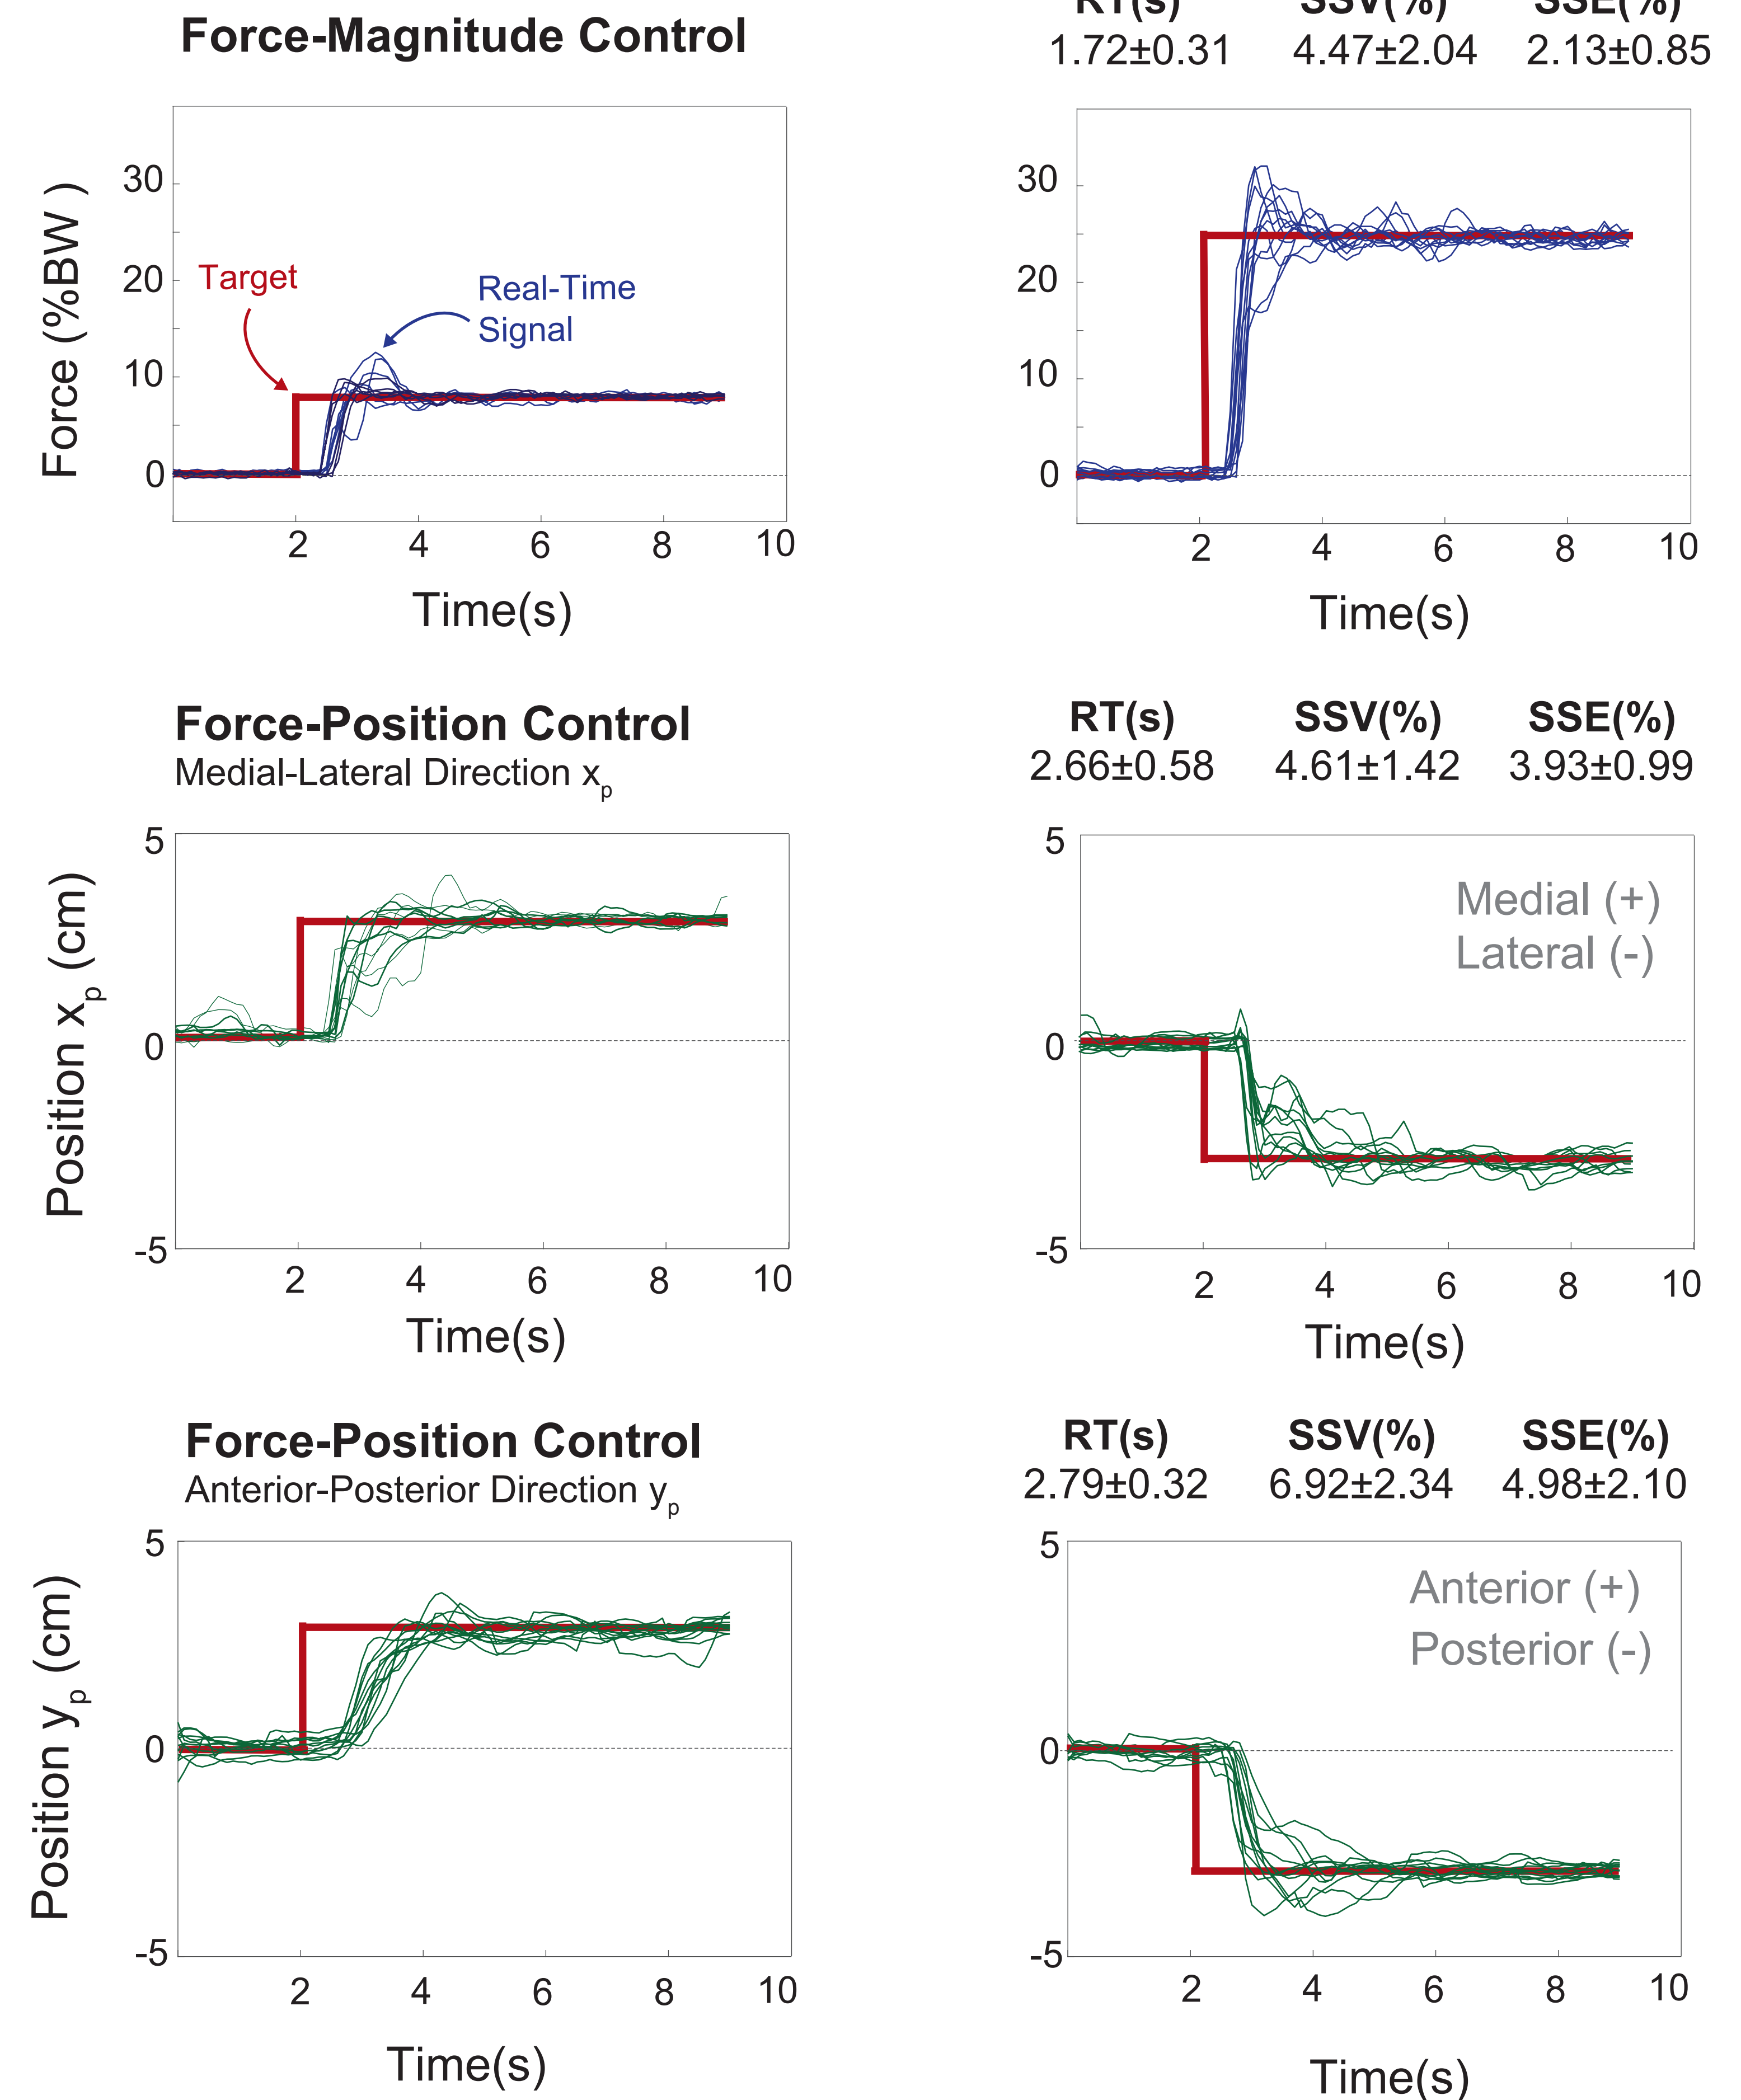 Force-Magnitude Control
RT(s) SSV(%) SSE(%)
1.72±0.31 4.47±2.04 2.13±0.85
Force (%BW )
30
20
10
0
Target
Real-Time
Signal
2 4 6 8 10
Time(s)
30
20
10
0
2 4 6 8 10
Time(s)
Force-Position Control
Medial-Lateral Direction xp
RT(s) SSV(%) SSE(%)
2.66±0.58 4.61±1.42 3.93±0.99
Position xp (cm)
5
0
-5
2 4 6 8 10
Time(s)
5
0
-5
Medial (+)
Lateral (-)
2 4 6 8 10
Time(s)
Force-Position Control
Anterior-Posterior Direction yp
RT(s) SSV(%) SSE(%)
2.79±0.32 6.92±2.34 4.98±2.10
Position yp (cm)
5
0
-5
2 4 6 8 10
Time(s)
5
0
-5
Anterior (+)
Posterior (-)
2 4 6 8 10
Time(s)